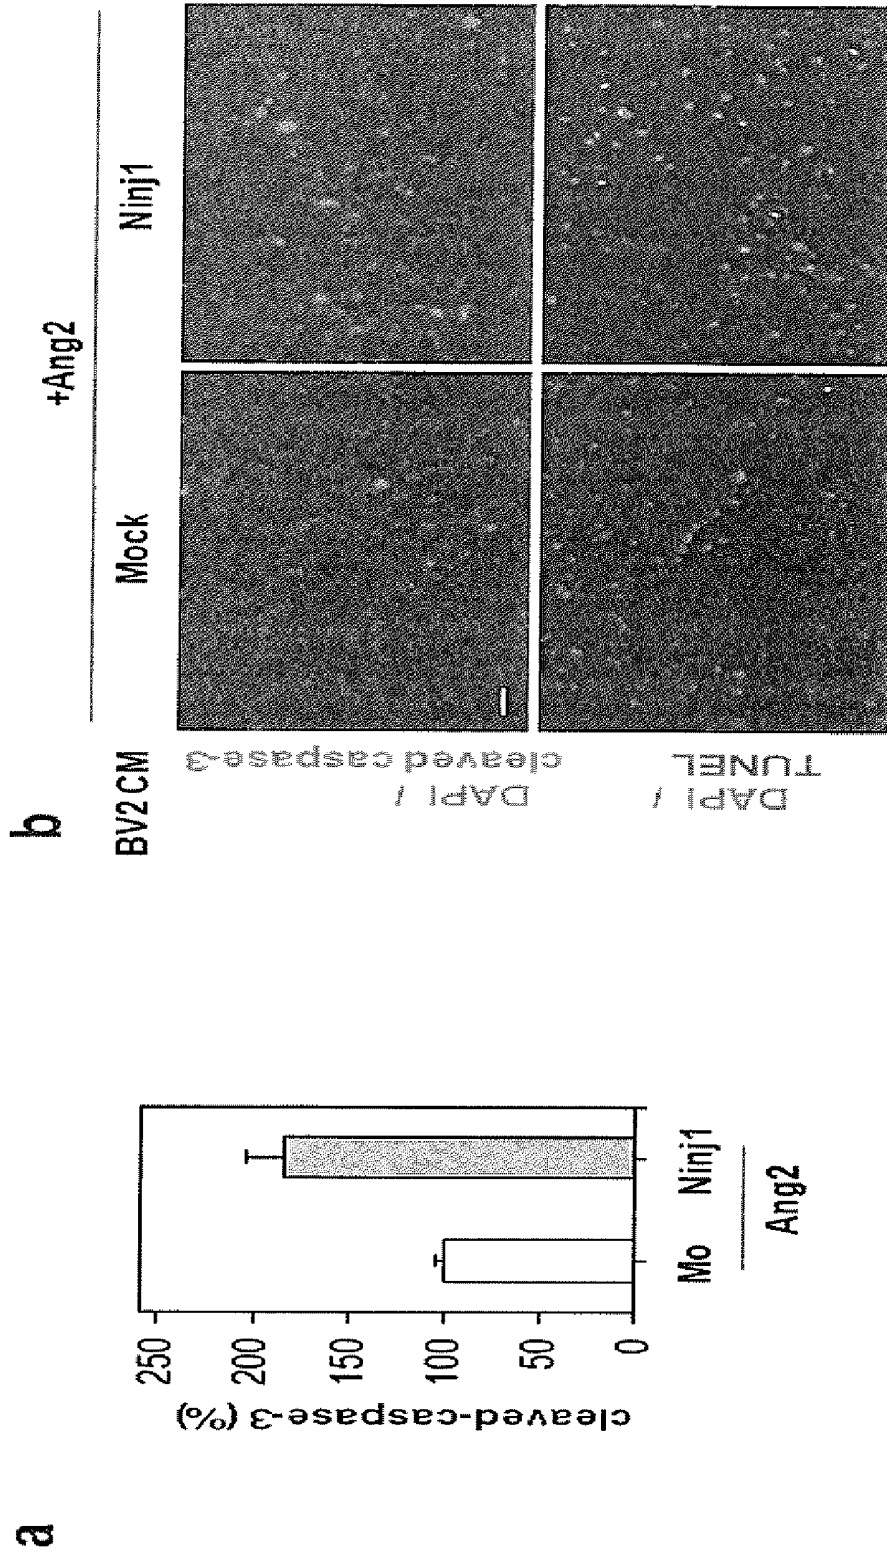 a
cleaved-caspase-3 (%)
250
200
150
100
50
0
Mo Ninj1
Ang2
b
+Ang2
BV2 CM Mock Ninj1
DAPI /
cleaved caspase-3
DAPI /
TUNEL